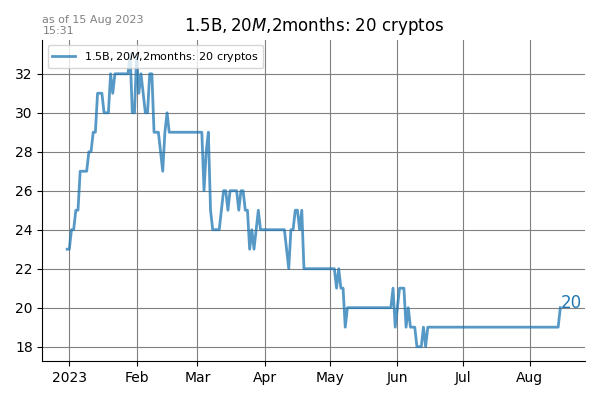 as of 15 Aug 2023
15:31
1.5B, 20M,2months: 20 cryptos
1.5B, 20M,2months: 20 cryptos
32
30
28
26
24
22
20
18
20
2023
Feb
Mar
Apr
May
Jun
Jul
Aug